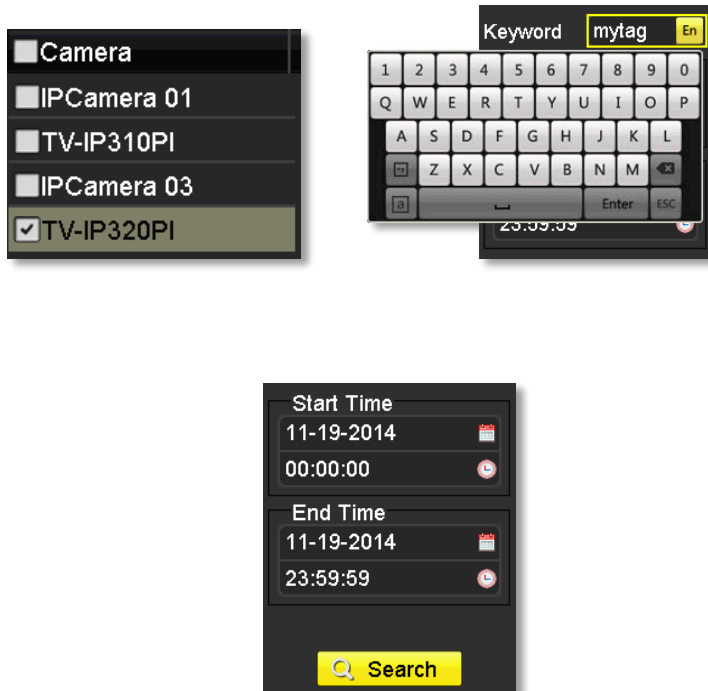 Camera
IPCamera 01
TV-IP310PI
IPCamera 03
TV-IP320PI
Keyword mytag En
1 2 3 4 5 6 7 8 9 0
Q W E R T Y U I O P
A S D F G H J K L
Z X C V B N M
a Enter ESC
23:59:59
Start Time
11-19-2014
00:00:00
End Time
11-19-2014
23:59:59
Search